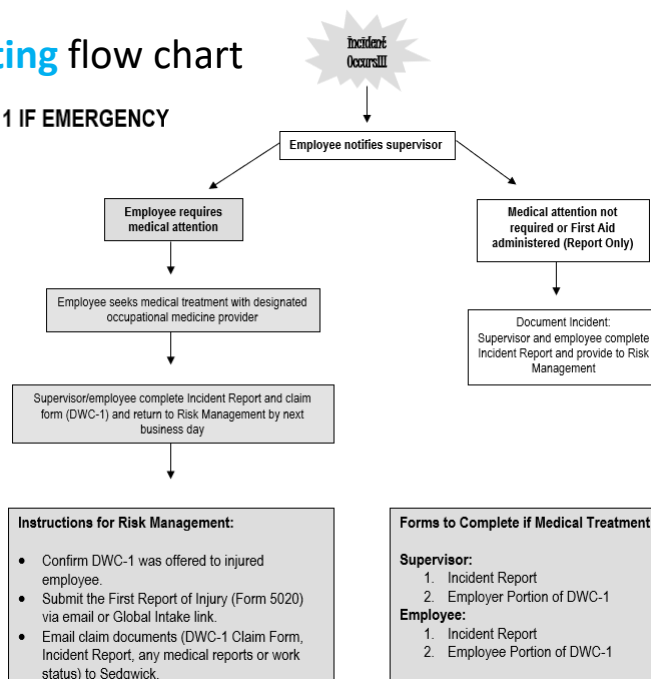 ting flow chart
Incident
Occurs!!!
1 IF EMERGENCY
Employee notifies supervisor
Employee requires
medical attention
Medical attention not
required or First Aid
administered (Report Only)
Employee seeks medical treatment with designated
occupational medicine provider
Document Incident:
Supervisor and employee complete
Incident Report and provide to Risk
Management
Supervisor/employee complete Incident Report and claim
form (DWC-1) and return to Risk Management by next
business day
Instructions for Risk Management:
• Confirm DWC-1 was offered to injured
employee.
• Submit the First Report of Injury (Form 5020)
via email or Global Intake link.
• Email claim documents (DWC-1 Claim Form,
Incident Report, any medical reports or work
status) to Sedgwick.
Forms to Complete if Medical Treatment
Supervisor:
1. Incident Report
2. Employer Portion of DWC-1
Employee:
1. Incident Report
2. Employee Portion of DWC-1